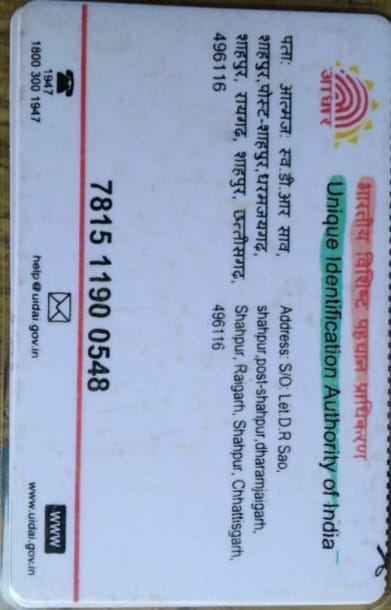 भारतीय विशिष्ट पहचान प्राधिकरण
Unique Identification Authority of India
आधार
पता: आत्मज: स्व.डी.आर साव,
शाहपुर,पोस्ट-शाहपुर,धरमजयगढ,
शाहपुर, रायगढ, शाहपुर, छत्तीसगढ,
496116
Address: S/O: Let.D.R Sao,
shahpur,post-shahpur,dharamjaigarh,
Shahpur, Raigarh, Shahpur, Chhattisgarh,
496116
7815 1190 0548
1947
1800 300 1947
help@uidai.gov.in
www
www.uidai.gov.in